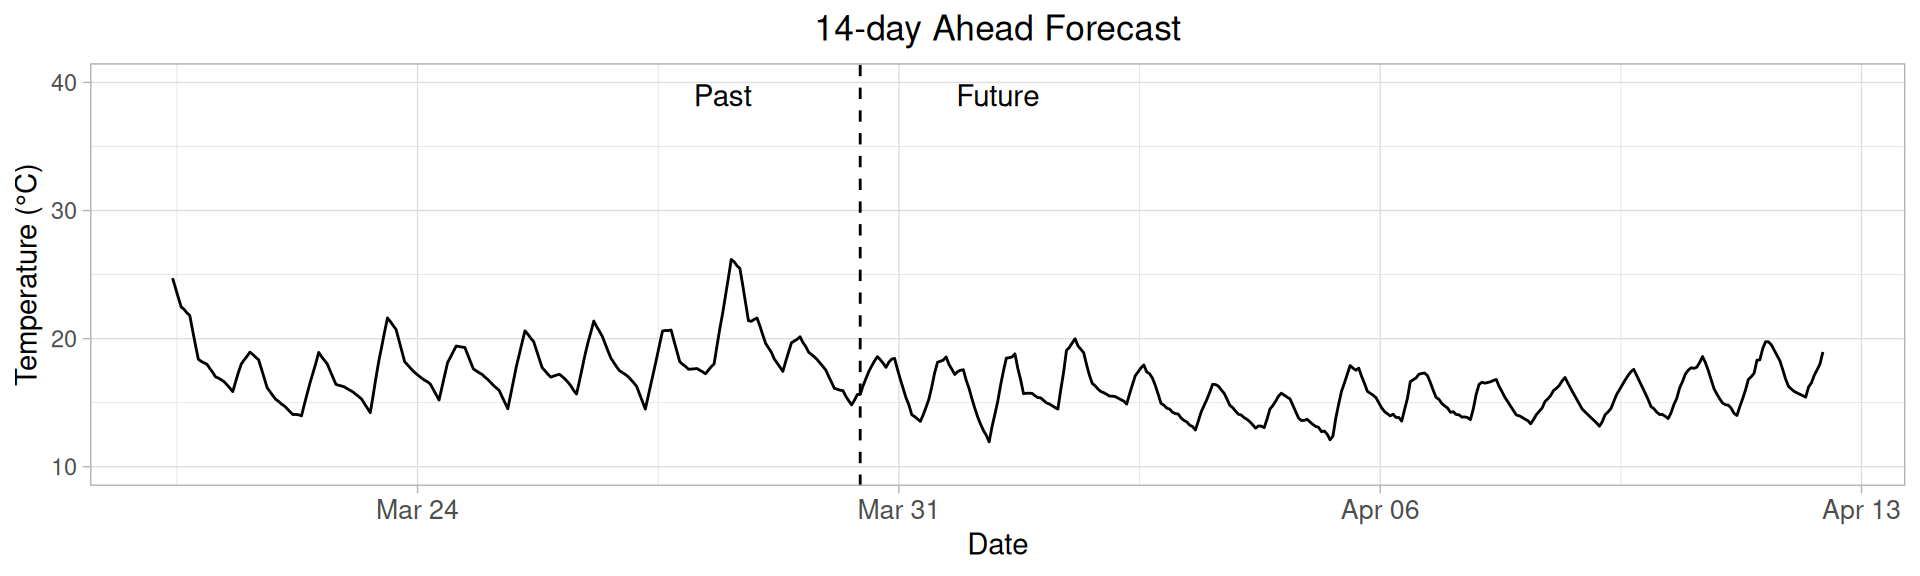 14-day Ahead Forecast
Past
Future
Temperature (°C)
40
30
20
10
Mar 24
Mar 31
Apr 06
Apr 13
Date